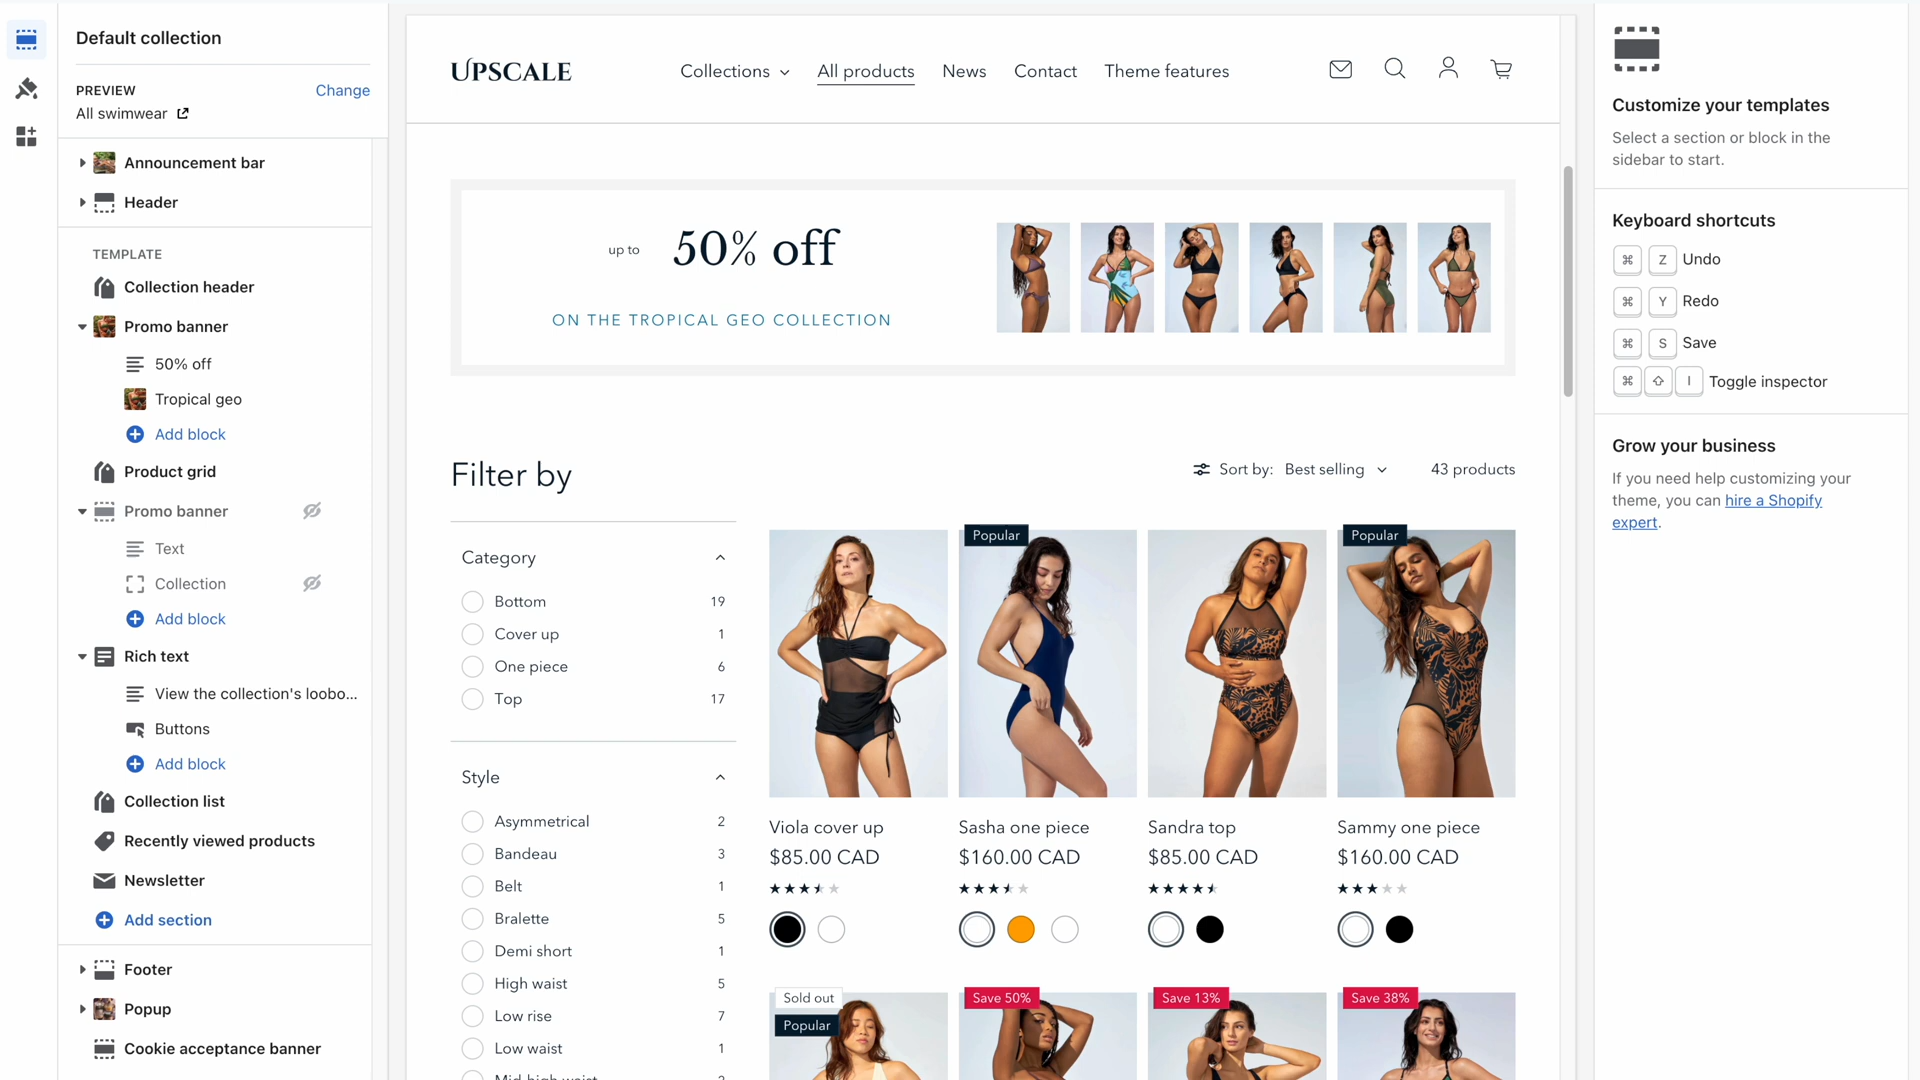 Default collection
PREVIEW
Change
All swimwear
Announcement bar
Header
TEMPLATE
Collection header
Promo banner
50% off
Tropical geo
Add block
Product grid
Promo banner
Text
Collection
Add block
Rich text
View the collection's loobo...
Buttons
Add block
Collection list
Recently viewed products
Newsletter
Add section
Footer
Popup
Cookie acceptance banner
UPSCALE
Collections
All products
News
Contact
Theme features
up to 50% off
ON THE TROPICAL GEO COLLECTION
Filter by
Sort by: Best selling
43 products
Category
Bottom 19
Cover up 1
One piece 6
Top 17
Style
Asymmetrical 2
Bandeau 3
Belt 1
Bralette 5
Demi short 1
High waist 5
Low rise 7
Low waist 1
Popular
Popular
Viola cover up
$85.00 CAD
Sasha one piece
$160.00 CAD
Sandra top
$85.00 CAD
Sammy one piece
$160.00 CAD
Sold out
Popular
Save 50%
Save 13%
Save 38%
Customize your templates
Select a section or block in the
sidebar to start.
Keyboard shortcuts
⌘ Z Undo
⌘ Y Redo
⌘ S Save
⌘ ⇧ I Toggle inspector
Grow your business
If you need help customizing your
theme, you can hire a Shopify
expert.